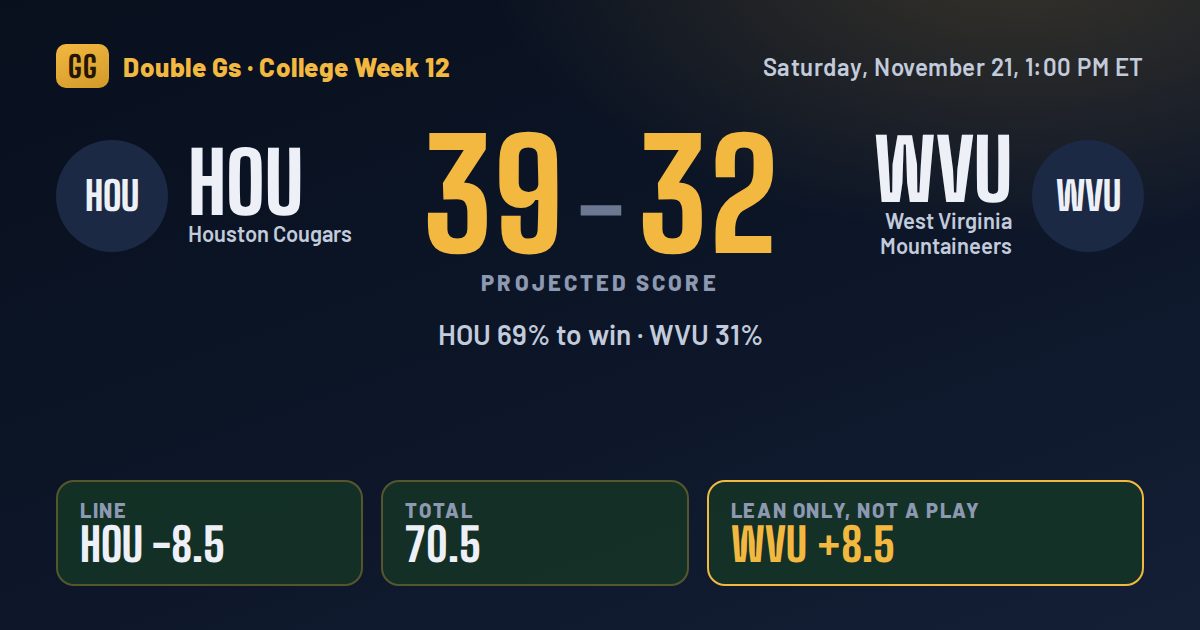 GG Double Gs · College Week 12
Saturday, November 21, 1:00 PM ET
HOU
HOU
Houston Cougars
39 – 32
PROJECTED SCORE
HOU 69% to win · WVU 31%
WVU
West Virginia
Mountaineers
WVU
LINE
HOU −8.5
TOTAL
70.5
LEAN ONLY, NOT A PLAY
WVU +8.5